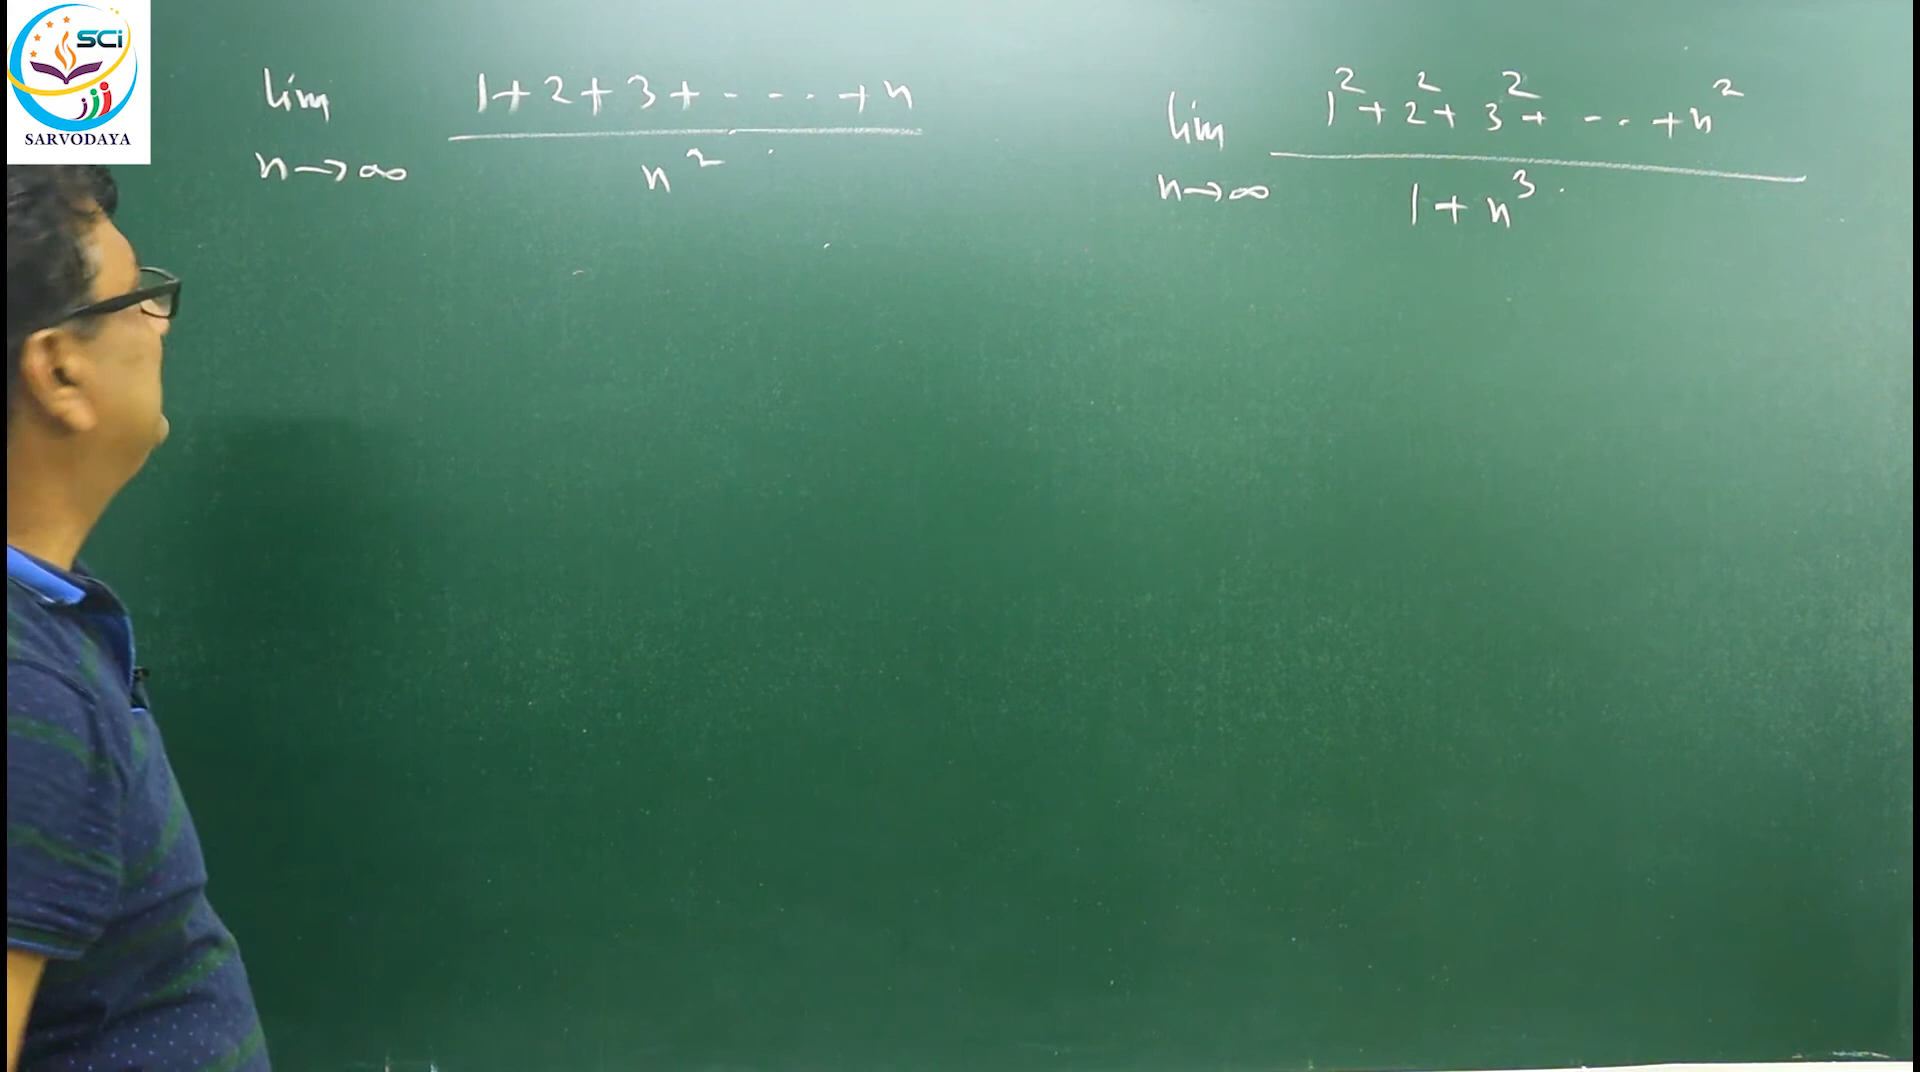 SCi
SARVODAYA
lim 1+2+3+----+n
n→∞ n²
lim 1²+2²+3²+ --- +n²
n→∞ 1+n³